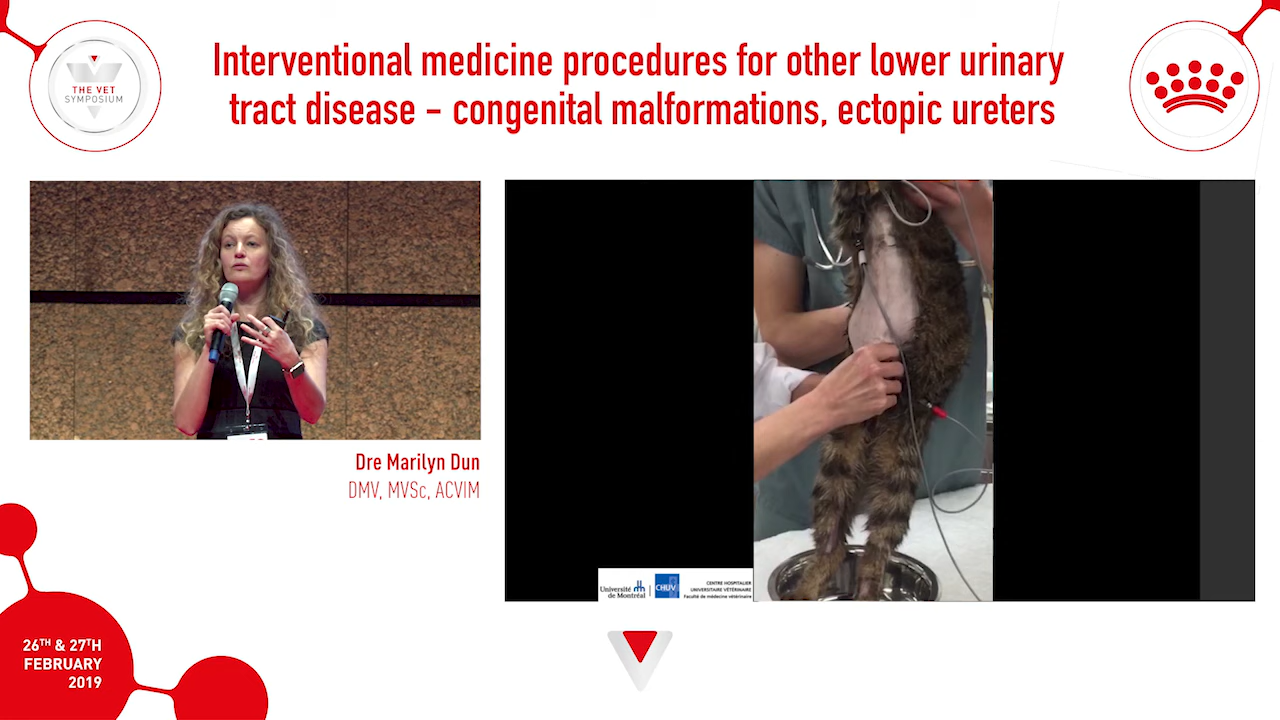 THE VET
SYMPOSIUM
Interventional medicine procedures for other lower urinary
tract disease – congenital malformations, ectopic ureters
Dre Marilyn Dun
DMV, MVSc, ACVIM
Université
de Montréal
CHUV
CENTRE HOSPITALIER
UNIVERSITAIRE VÉTÉRINAIRE
Faculté de médecine vétérinaire
26TH & 27TH
FEBRUARY
2019